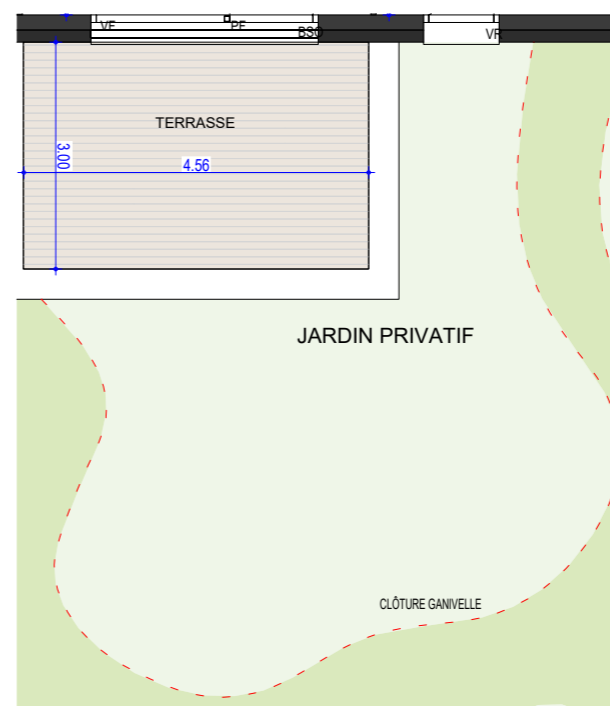 VF PF BSO VR
TERRASSE
3.00
4.56
JARDIN PRIVATIF
CLÔTURE GANIVELLE